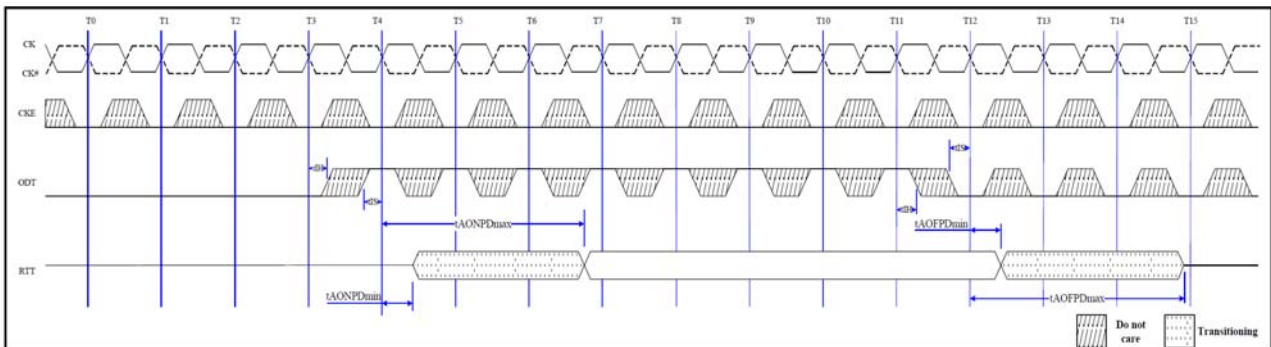 T0 T1 T2 T3 T4 T5 T6 T7 T8 T9 T10 T11 T12 T13 T14 T15
CK
CK#
CKE
tIH
tIS
ODT
tIS
tIH
tAONPDmax
tAOFPDmin
RTT
tAONPDmin
tAOFPDmax
Do not
care
Transitioning